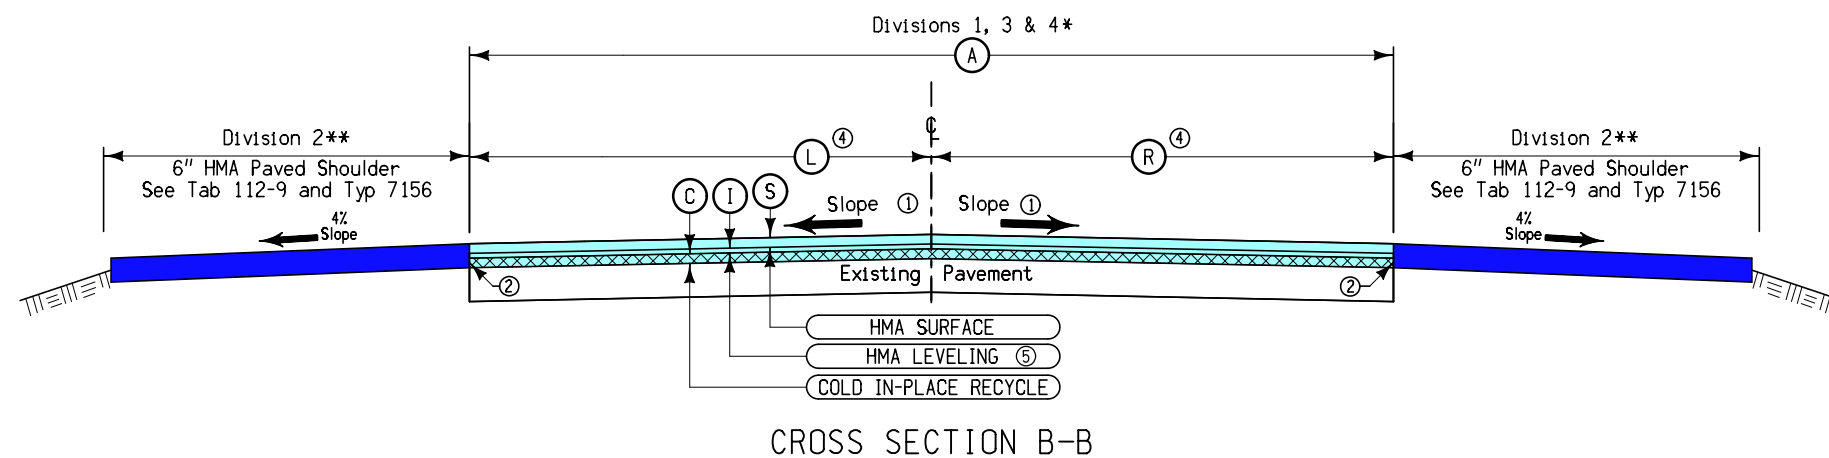 Divisions 1, 3 & 4*
A
Division 2**
6" HMA Paved Shoulder
See Tab 112-9 and Typ 7156
4%
Slope
L ④
℄
R ④
Division 2**
6" HMA Paved Shoulder
See Tab 112-9 and Typ 7156
4%
Slope
C I S
Slope ①
Slope ①
②
Existing Pavement
②
HMA SURFACE
HMA LEVELING ⑤
COLD IN-PLACE RECYCLE
CROSS SECTION B-B